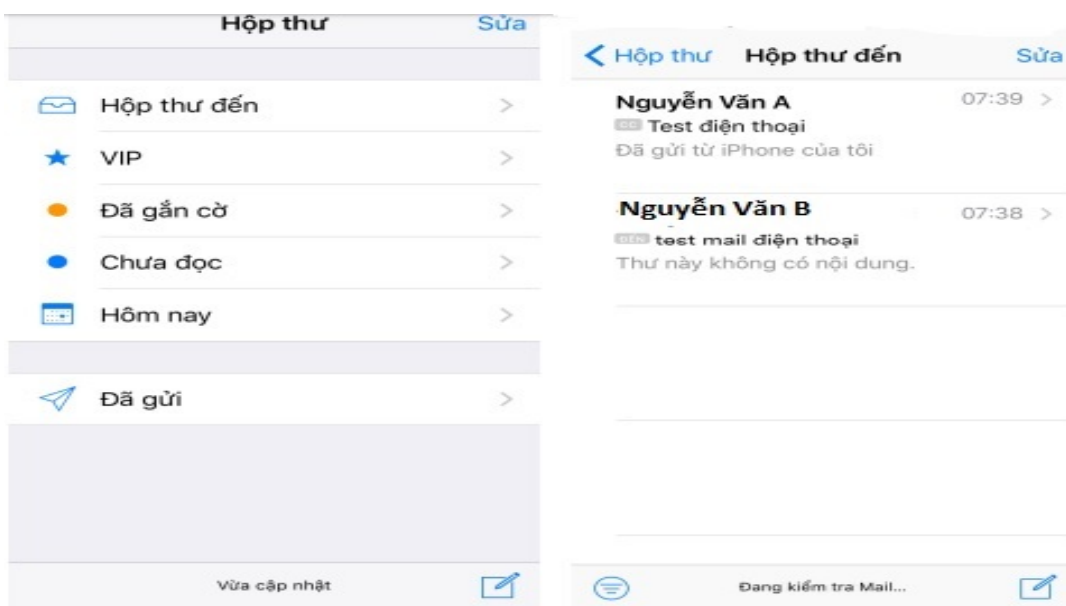 Hộp thư Sửa
Hộp thư đến
VIP
Đã gắn cờ
Chưa đọc
Hôm nay
Đã gửi
Vừa cập nhật
Hộp thư Hộp thư đến Sửa
Nguyễn Văn A 07:39
CC Test điện thoại
Đã gửi từ iPhone của tôi
Nguyễn Văn B 07:38
ĐẾN test mail điện thoại
Thư này không có nội dung.
Đang kiểm tra Mail...